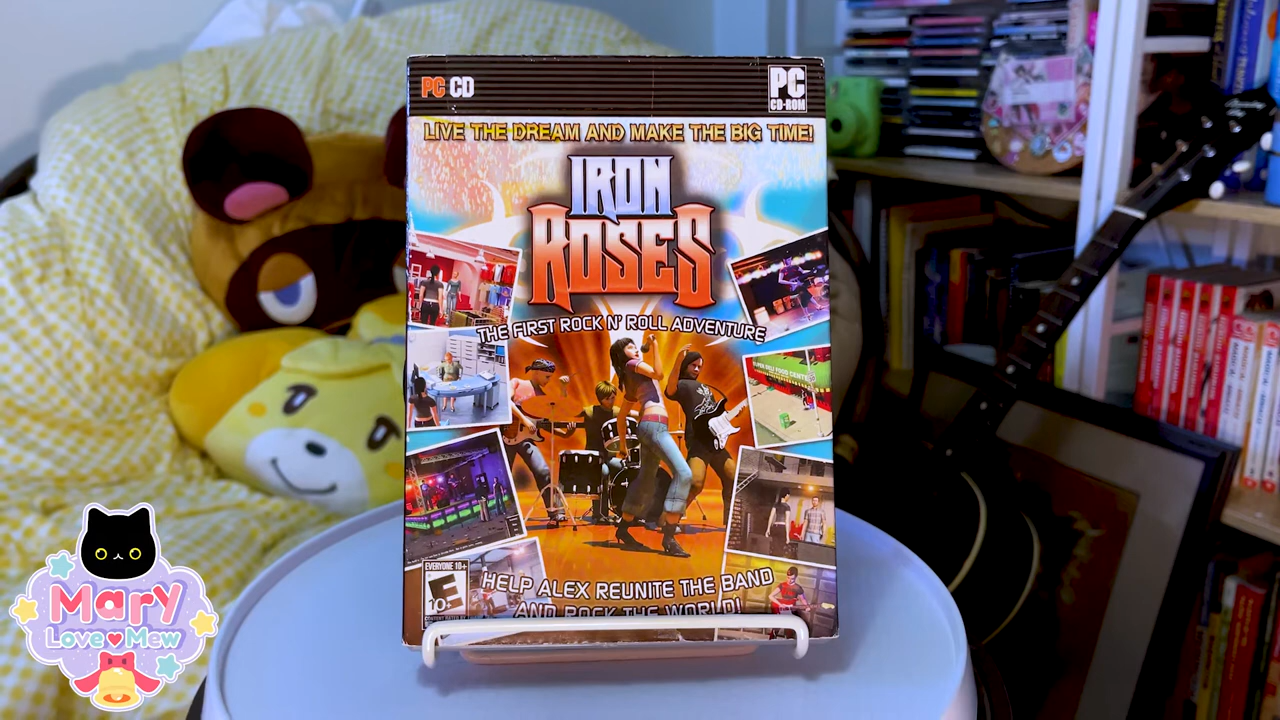 PC CD
PC
CD-ROM
LIVE THE DREAM AND MAKE THE BIG TIME!
IRON
ROSES
THE FIRST ROCK N' ROLL ADVENTURE
EVERYONE 10+
E
10+
HELP ALEX REUNITE THE BAND
AND ROCK THE WORLD!
MARY
Love Mew